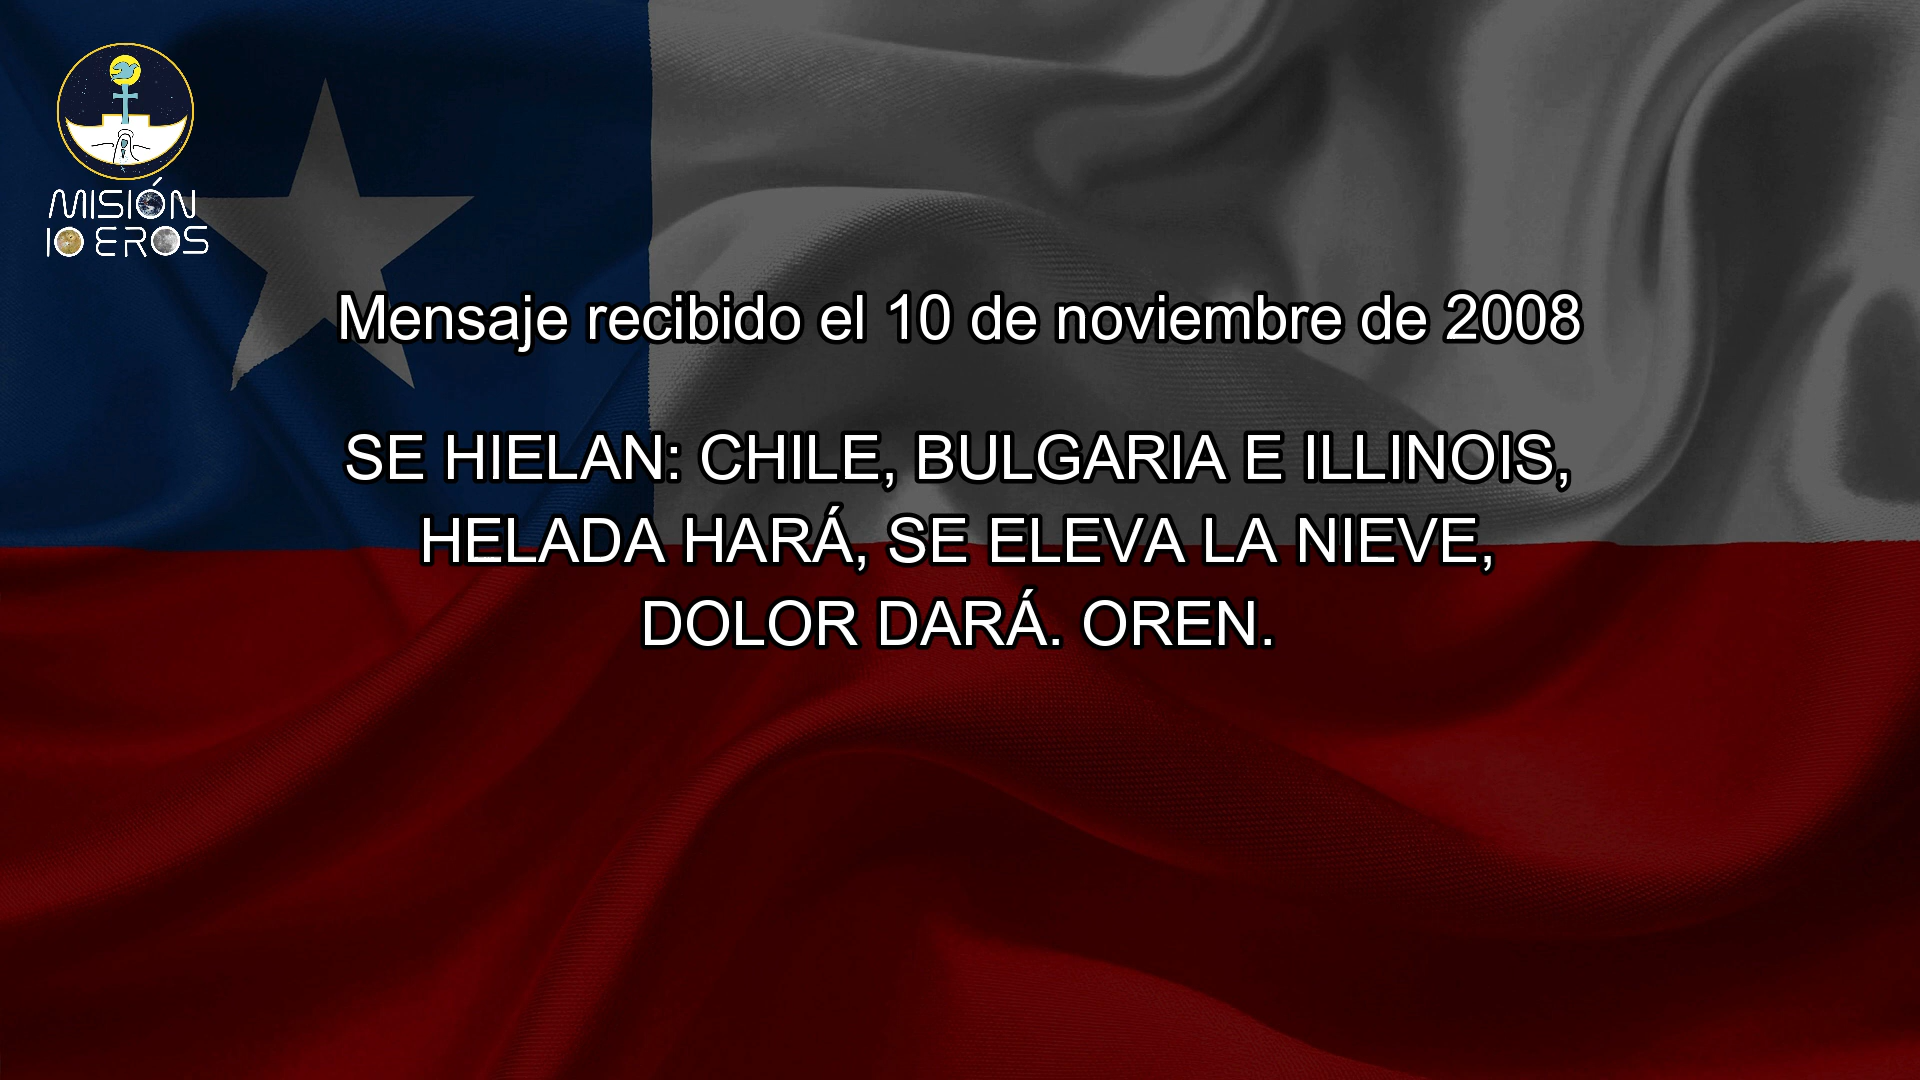 MISIÓN
IO EROS
Mensaje recibido el 10 de noviembre de 2008
SE HIELAN: CHILE, BULGARIA E ILLINOIS,
HELADA HARÁ, SE ELEVA LA NIEVE,
DOLOR DARÁ. OREN.